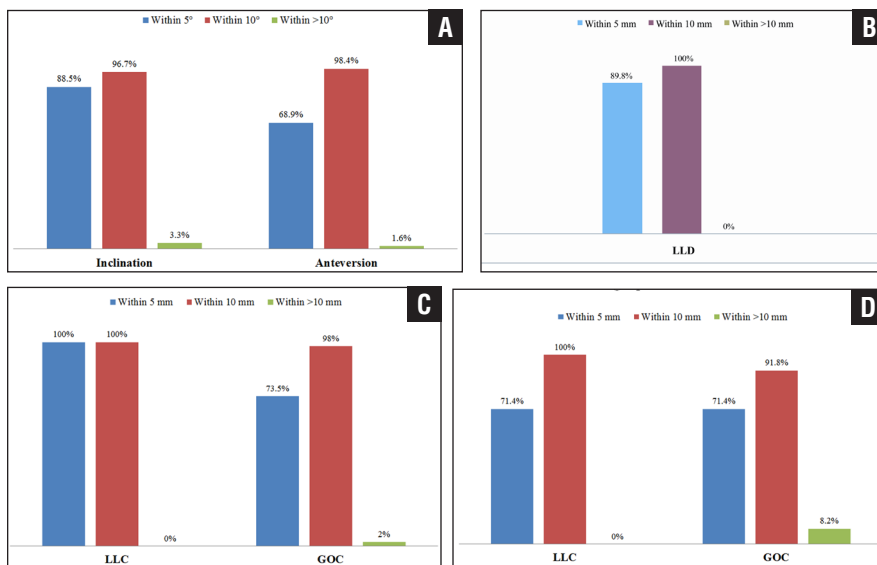 A
Within 5° Within 10° Within >10°
88.5% 96.7% 3.3% 68.9% 98.4% 1.6%
Inclination Anteversion
B
Within 5 mm Within 10 mm Within >10 mm
89.8% 100% 0%
LLD
C
Within 5 mm Within 10 mm Within >10 mm
100% 100% 0% 73.5% 98% 2%
LLC GOC
D
Within 5 mm Within 10 mm Within >10 mm
71.4% 100% 0% 71.4% 91.8% 8.2%
LLC GOC